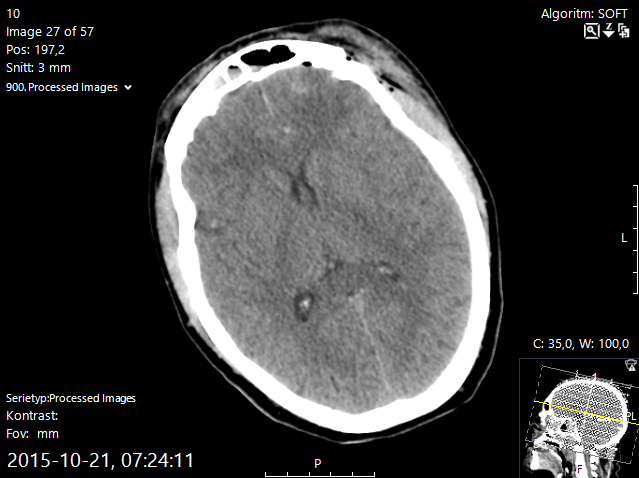 10
Image 27 of 57
Pos: 197,2
Snitt: 3 mm
900. Processed Images
Algoritm: SOFT
Z
L
C: 35,0, W: 100,0
Serietyp:Processed Images
Kontrast:
Fov: mm
2015-10-21, 07:24:11
P
PL
F